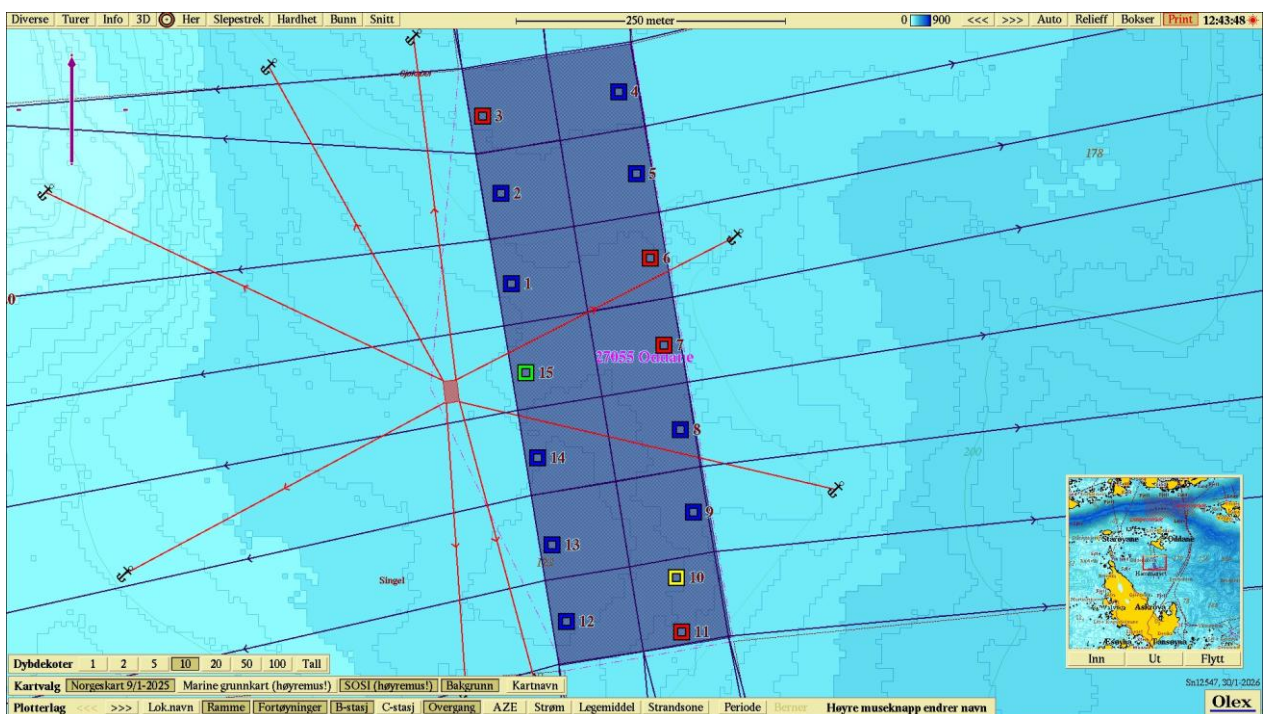 Diverse Turer Info 3D Her Slepestrek Hardhet Bunn Snitt 250 meter 0 900 <<< >>> Auto Relieff Bokser Print 12:43:48
4
3
178
5
2
6
1
0
7
27955 Oddane
15
8
14
200
9
13
Singel
10
12
11
Starøyane Oddane
Askrova
Inn Ut Flytt
Dybdekoter 1 2 5 10 20 50 100 Tall
Kartvalg Norgeskart 9/1-2025 Marine grunnkart (høyremus!) SOSI (høyremus!) Bakgrunn Kartnavn
Sn12547, 30/1-2026
Plotterlag <<< >>> Lok.navn Ramme Fortøyninger B-stasj C-stasj Overgang AZE Strøm Legemiddel Strandsone Periode Berner Høyre museknapp endrer navn Olex